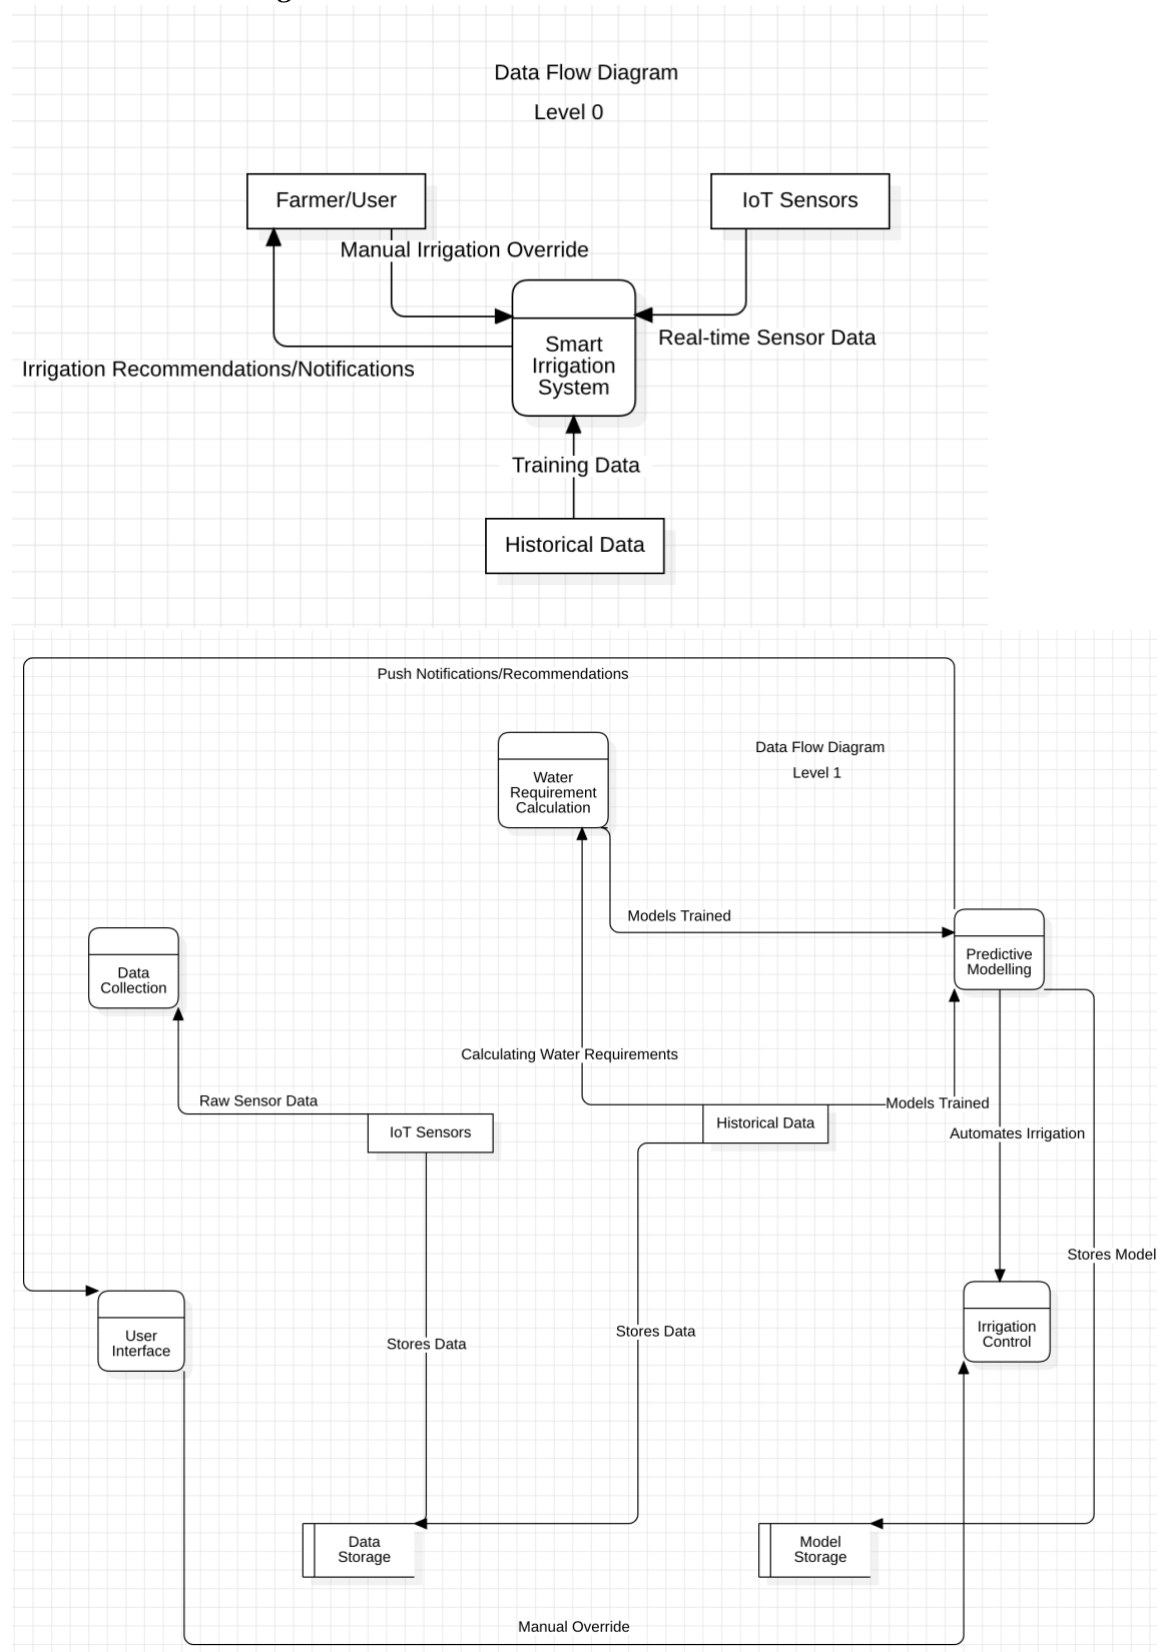 Data Flow Diagram
Level 0
Farmer/User
IoT Sensors
Manual Irrigation Override
Smart
Irrigation
System
Real-time Sensor Data
Irrigation Recommendations/Notifications
Training Data
Historical Data
Push Notifications/Recommendations
Water
Requirement
Calculation
Data Flow Diagram
Level 1
Models Trained
Predictive
Modelling
Data
Collection
Calculating Water Requirements
Raw Sensor Data
IoT Sensors
Historical Data
Models Trained
Automates Irrigation
Stores Model
User
Interface
Stores Data
Stores Data
Irrigation
Control
Data
Storage
Model
Storage
Manual Override